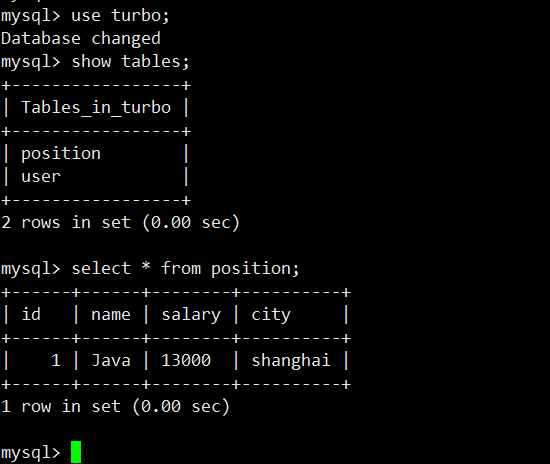 mysql> use turbo;
Database changed
mysql> show tables;
+-----------------+
| Tables_in_turbo |
+-----------------+
| position        |
| user            |
+-----------------+
2 rows in set (0.00 sec)

mysql> select * from position;
+------+------+--------+----------+
| id   | name | salary | city     |
+------+------+--------+----------+
|    1 | Java | 13000  | shanghai |
+------+------+--------+----------+
1 row in set (0.00 sec)

mysql>